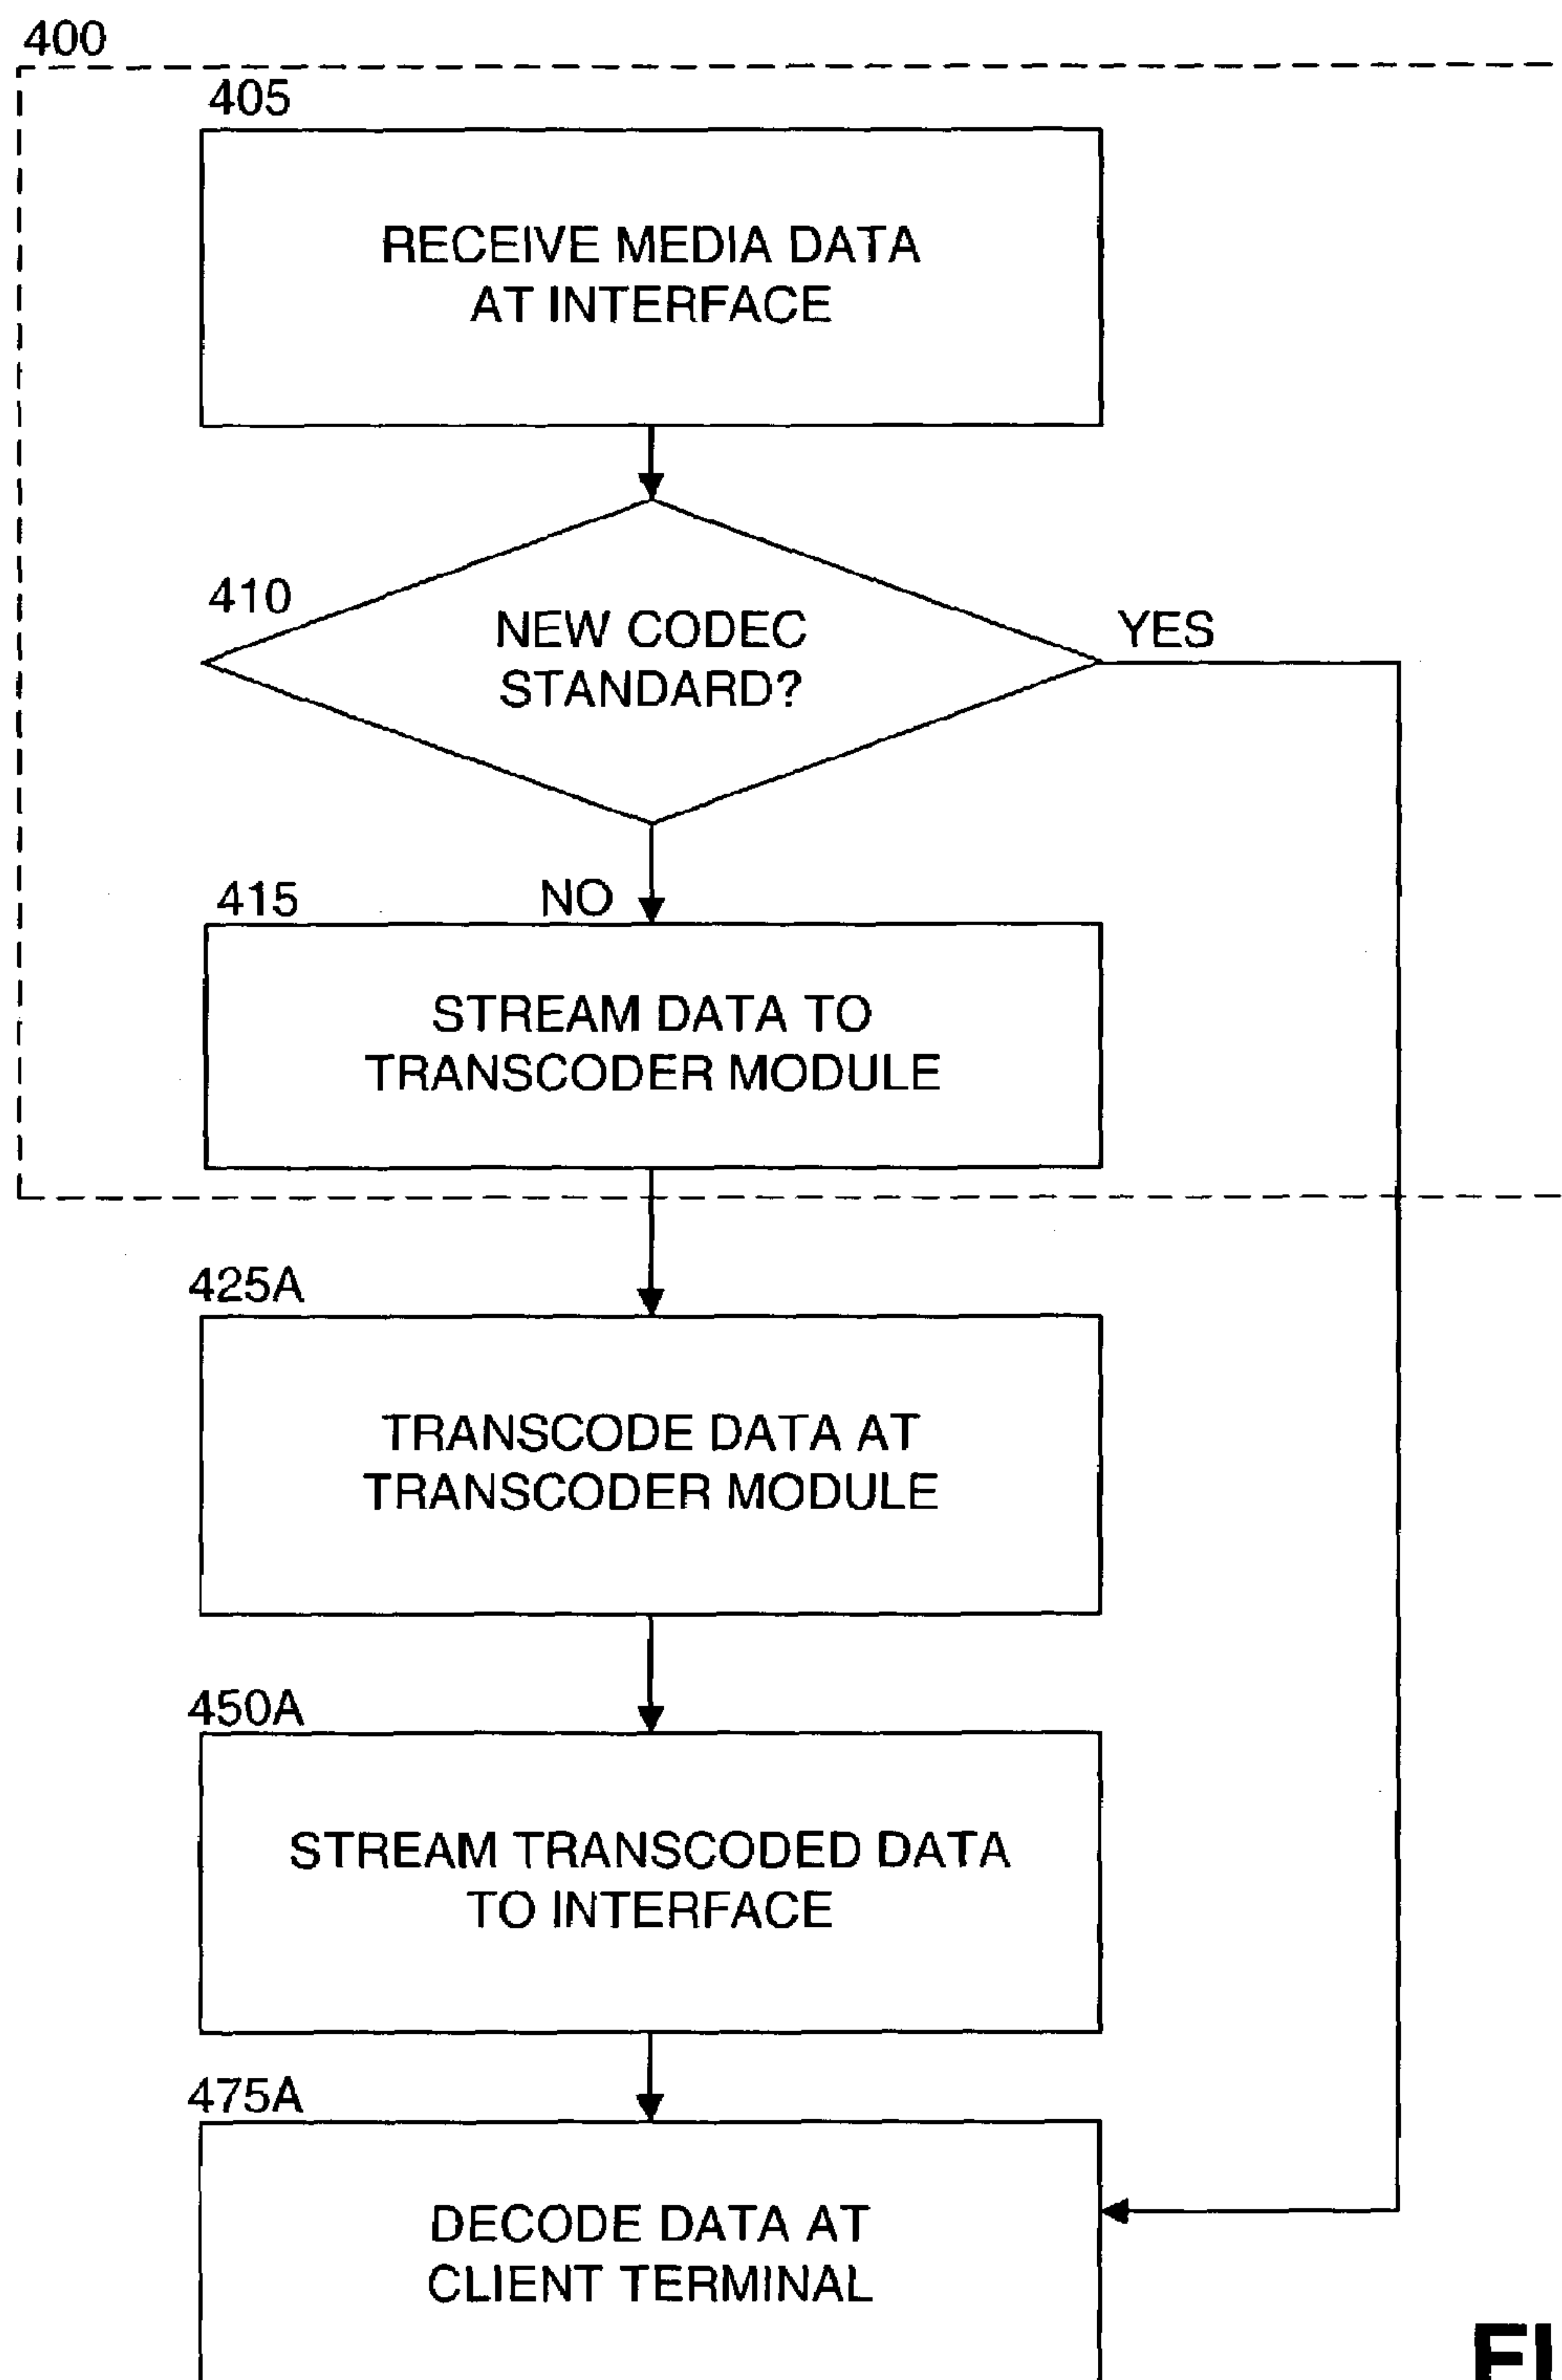 400
405
RECEIVE MEDIA DATA
AT INTERFACE
410
NEW CODEC
STANDARD?
YES
415
NO
STREAM DATA TO
TRANSCODER MODULE
425A
TRANSCODE DATA AT
TRANSCODER MODULE
450A
STREAM TRANSCODED DATA
TO INTERFACE
475A
DECODE DATA AT
CLIENT TERMINAL